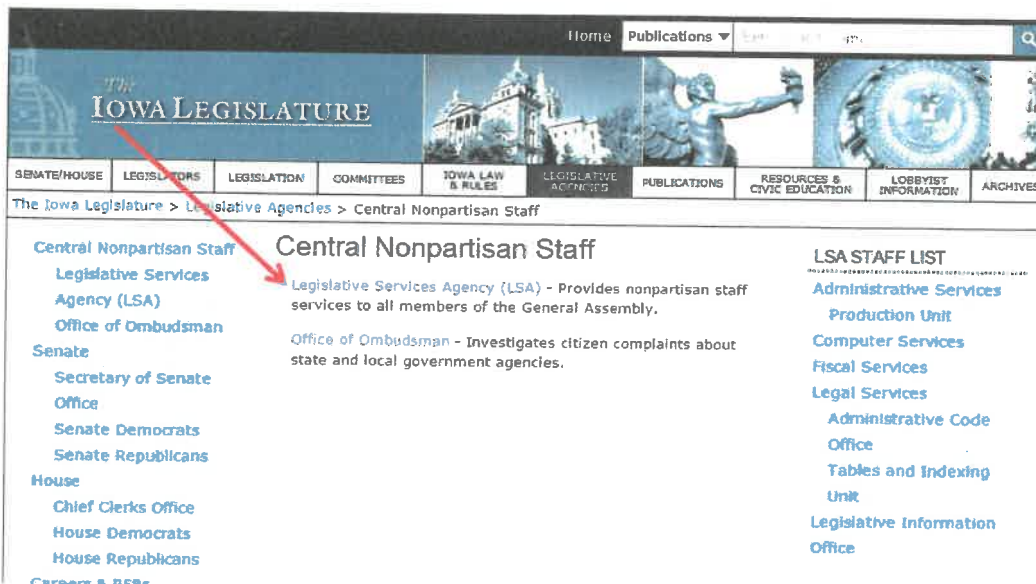 Home Publications ▼
The
IOWA LEGISLATURE
SENATE/HOUSE LEGISLATORS LEGISLATION COMMITTEES IOWA LAW & RULES LEGISLATIVE AGENCIES PUBLICATIONS RESOURCES & CIVIC EDUCATION LOBBYIST INFORMATION ARCHIVES
The Iowa Legislature > Legislative Agencies > Central Nonpartisan Staff
Central Nonpartisan Staff
Legislative Services
Agency (LSA)
Office of Ombudsman
Senate
Secretary of Senate
Office
Senate Democrats
Senate Republicans
House
Chief Clerks Office
House Democrats
House Republicans
Careers & RFPs
Central Nonpartisan Staff
Legislative Services Agency (LSA) - Provides nonpartisan staff
services to all members of the General Assembly.
Office of Ombudsman - Investigates citizen complaints about
state and local government agencies.
LSA STAFF LIST
Administrative Services
Production Unit
Computer Services
Fiscal Services
Legal Services
Administrative Code
Office
Tables and Indexing
Unit
Legislative Information
Office